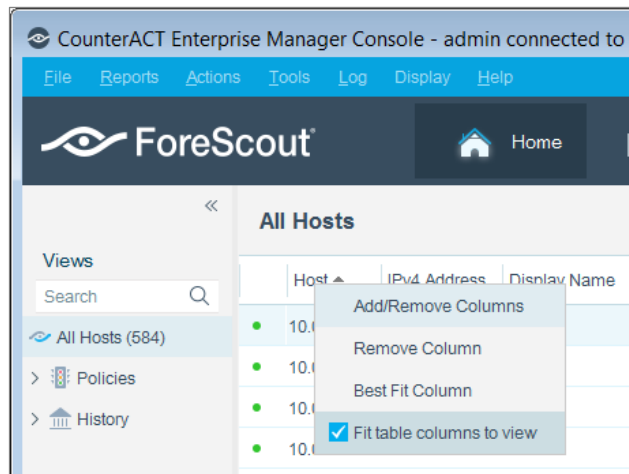 CounterACT Enterprise Manager Console - admin connected to
File Reports Actions Tools Log Display Help
ForeScout
Home
All Hosts
Views
Search
All Hosts (584)
Policies
History
Host IPv4 Address Display Name
Add/Remove Columns
Remove Column
Best Fit Column
Fit table columns to view